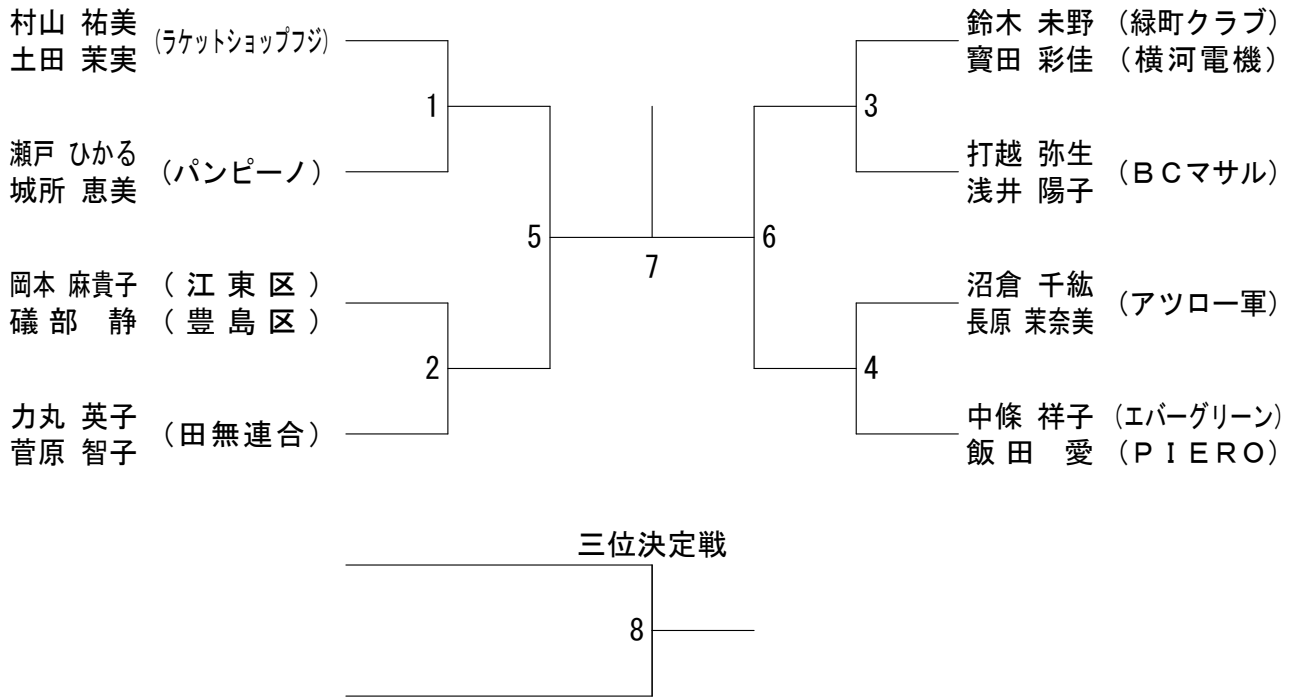 村山 祐美 (ラケットショップフジ)
土田 茉実
1
瀬戸 ひかる (パンピーノ)
城所 恵美
5
岡本 麻貴子 (江東区)
礒部 静 (豊島区)
2
力丸 英子 (田無連合)
菅原 智子
7
鈴木 未野 (緑町クラブ)
寳田 彩佳 (横河電機)
3
打越 弥生 (BCマサル)
浅井 陽子
6
沼倉 千紘 (アツロー軍)
長原 茉奈美
4
中條 祥子 (エバーグリーン)
飯田 愛 (PIERO)
三位決定戦
8